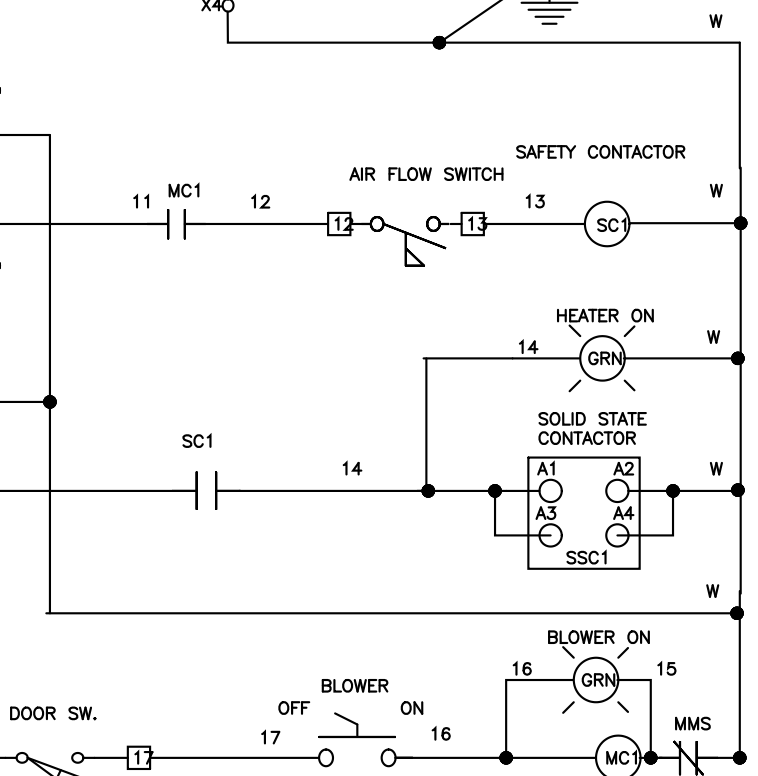 X4
W
SAFETY CONTACTOR
AIR FLOW SWITCH
W
11 MC1 12 12 13 13 SC1
HEATER ON
W
14 GRN
SOLID STATE
CONTACTOR
SC1 14 A1 A2 W
A3 A4
SSC1
W
BLOWER ON
16 GRN 15
BLOWER
OFF ON
DOOR SW.
17 16 MMS
17 MC1